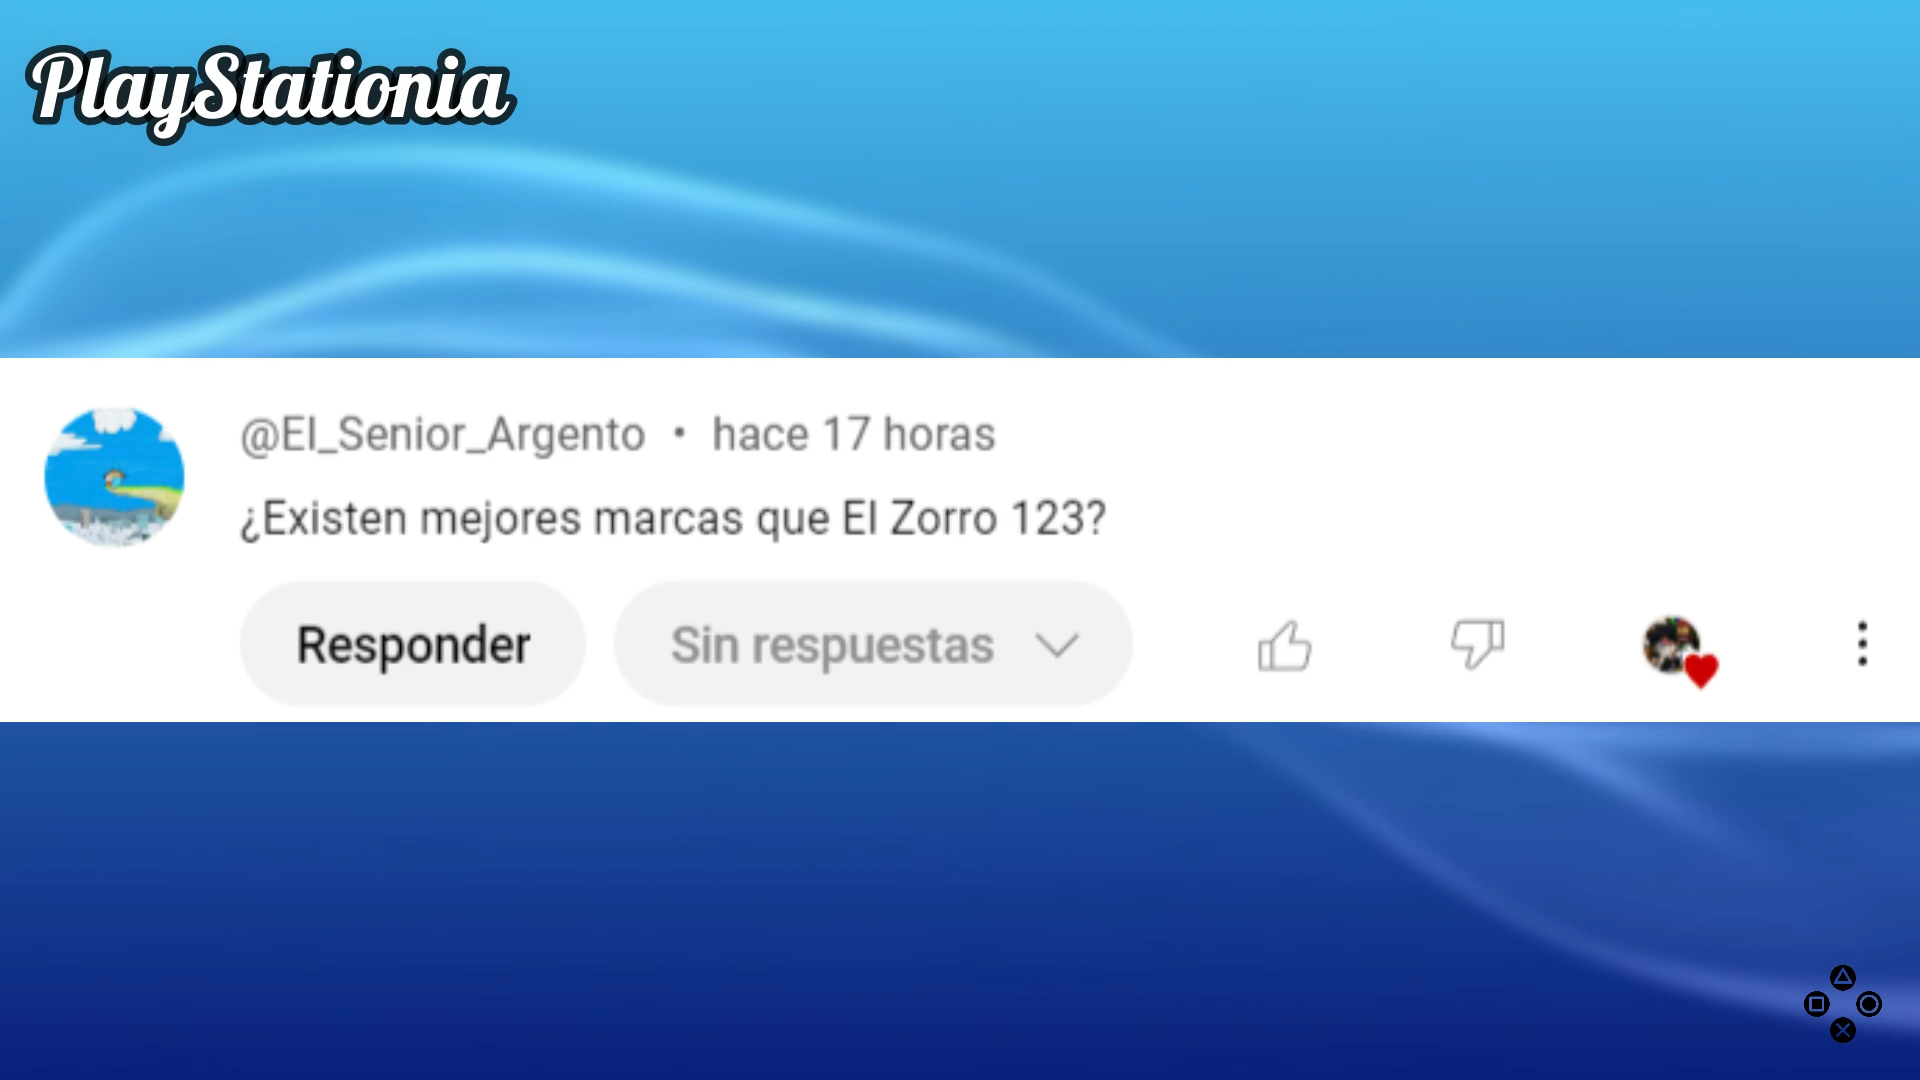 PlayStationia
@El_Senior_Argento • hace 17 horas
¿Existen mejores marcas que El Zorro 123?
Responder
Sin respuestas